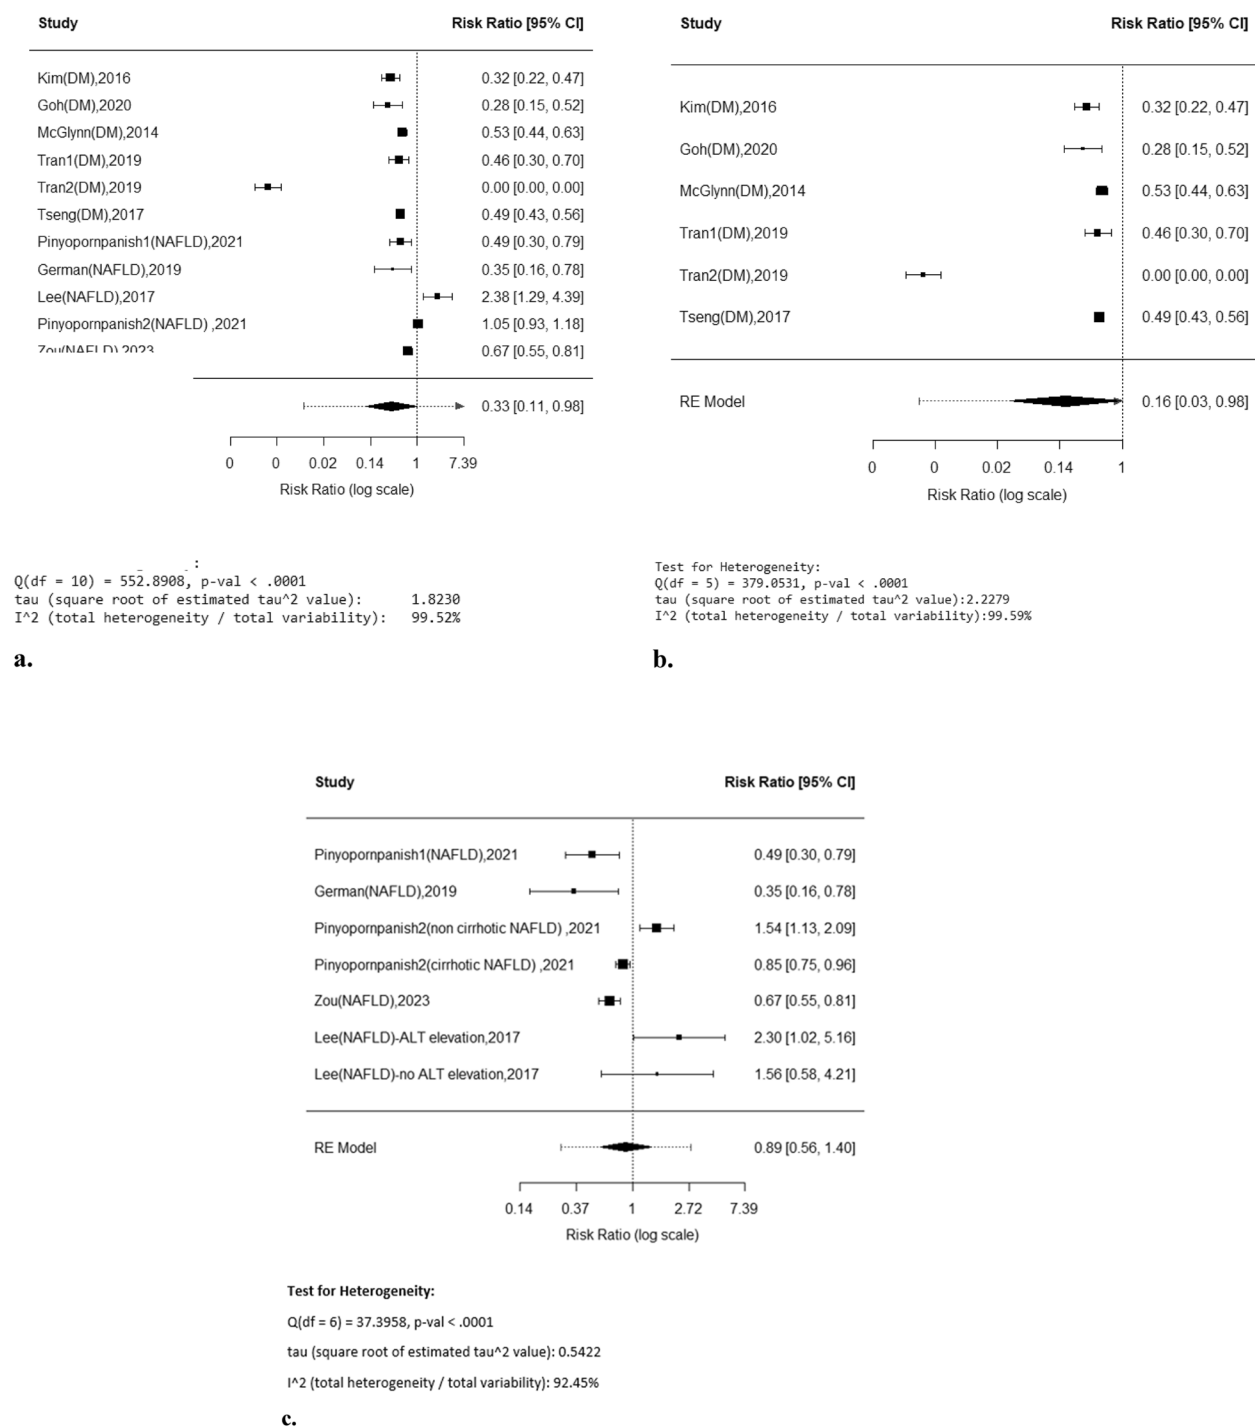 Study Risk Ratio [95% CI]
Kim(DM),2016 0.32 [0.22, 0.47]
Goh(DM),2020 0.28 [0.15, 0.52]
McGlynn(DM),2014 0.53 [0.44, 0.63]
Tran1(DM),2019 0.46 [0.30, 0.70]
Tran2(DM),2019 0.00 [0.00, 0.00]
Tseng(DM),2017 0.49 [0.43, 0.56]
Pinyopornpanish1(NAFLD),2021 0.49 [0.30, 0.79]
German(NAFLD),2019 0.35 [0.16, 0.78]
Lee(NAFLD),2017 2.38 [1.29, 4.39]
Pinyopornpanish2(NAFLD) ,2021 1.05 [0.93, 1.18]
Zou(NAFLD),2023 0.67 [0.55, 0.81]
0.33 [0.11, 0.98]
0 0 0.02 0.14 1 7.39
Risk Ratio (log scale)
:
Q(df = 10) = 552.8908, p-val < .0001
tau (square root of estimated tau^2 value): 1.8230
I^2 (total heterogeneity / total variability): 99.52%
a.
Study Risk Ratio [95% CI]
Kim(DM),2016 0.32 [0.22, 0.47]
Goh(DM),2020 0.28 [0.15, 0.52]
McGlynn(DM),2014 0.53 [0.44, 0.63]
Tran1(DM),2019 0.46 [0.30, 0.70]
Tran2(DM),2019 0.00 [0.00, 0.00]
Tseng(DM),2017 0.49 [0.43, 0.56]
RE Model 0.16 [0.03, 0.98]
0 0 0.02 0.14 1
Risk Ratio (log scale)
Test for Heterogeneity:
Q(df = 5) = 379.0531, p-val < .0001
tau (square root of estimated tau^2 value):2.2279
I^2 (total heterogeneity / total variability):99.59%
b.
Study Risk Ratio [95% CI]
Pinyopornpanish1(NAFLD),2021 0.49 [0.30, 0.79]
German(NAFLD),2019 0.35 [0.16, 0.78]
Pinyopornpanish2(non cirrhotic NAFLD) ,2021 1.54 [1.13, 2.09]
Pinyopornpanish2(cirrhotic NAFLD) ,2021 0.85 [0.75, 0.96]
Zou(NAFLD),2023 0.67 [0.55, 0.81]
Lee(NAFLD)-ALT elevation,2017 2.30 [1.02, 5.16]
Lee(NAFLD)-no ALT elevation,2017 1.56 [0.58, 4.21]
RE Model 0.89 [0.56, 1.40]
0.14 0.37 1 2.72 7.39
Risk Ratio (log scale)
Test for Heterogeneity:
Q(df = 6) = 37.3958, p-val < .0001
tau (square root of estimated tau^2 value): 0.5422
I^2 (total heterogeneity / total variability): 92.45%
c.